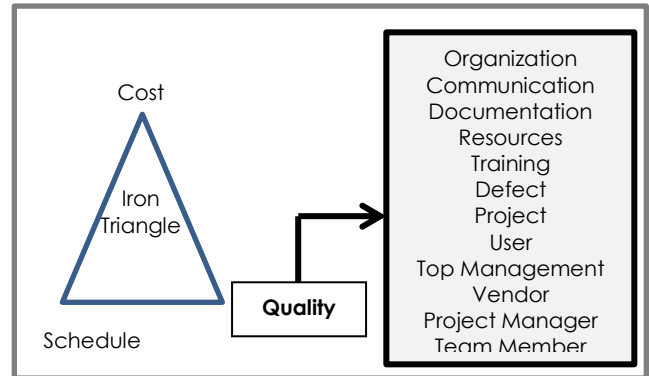 Cost
Iron
Triangle
Schedule
Quality
Organization
Communication
Documentation
Resources
Training
Defect
Project
User
Top Management
Vendor
Project Manager
Team Member